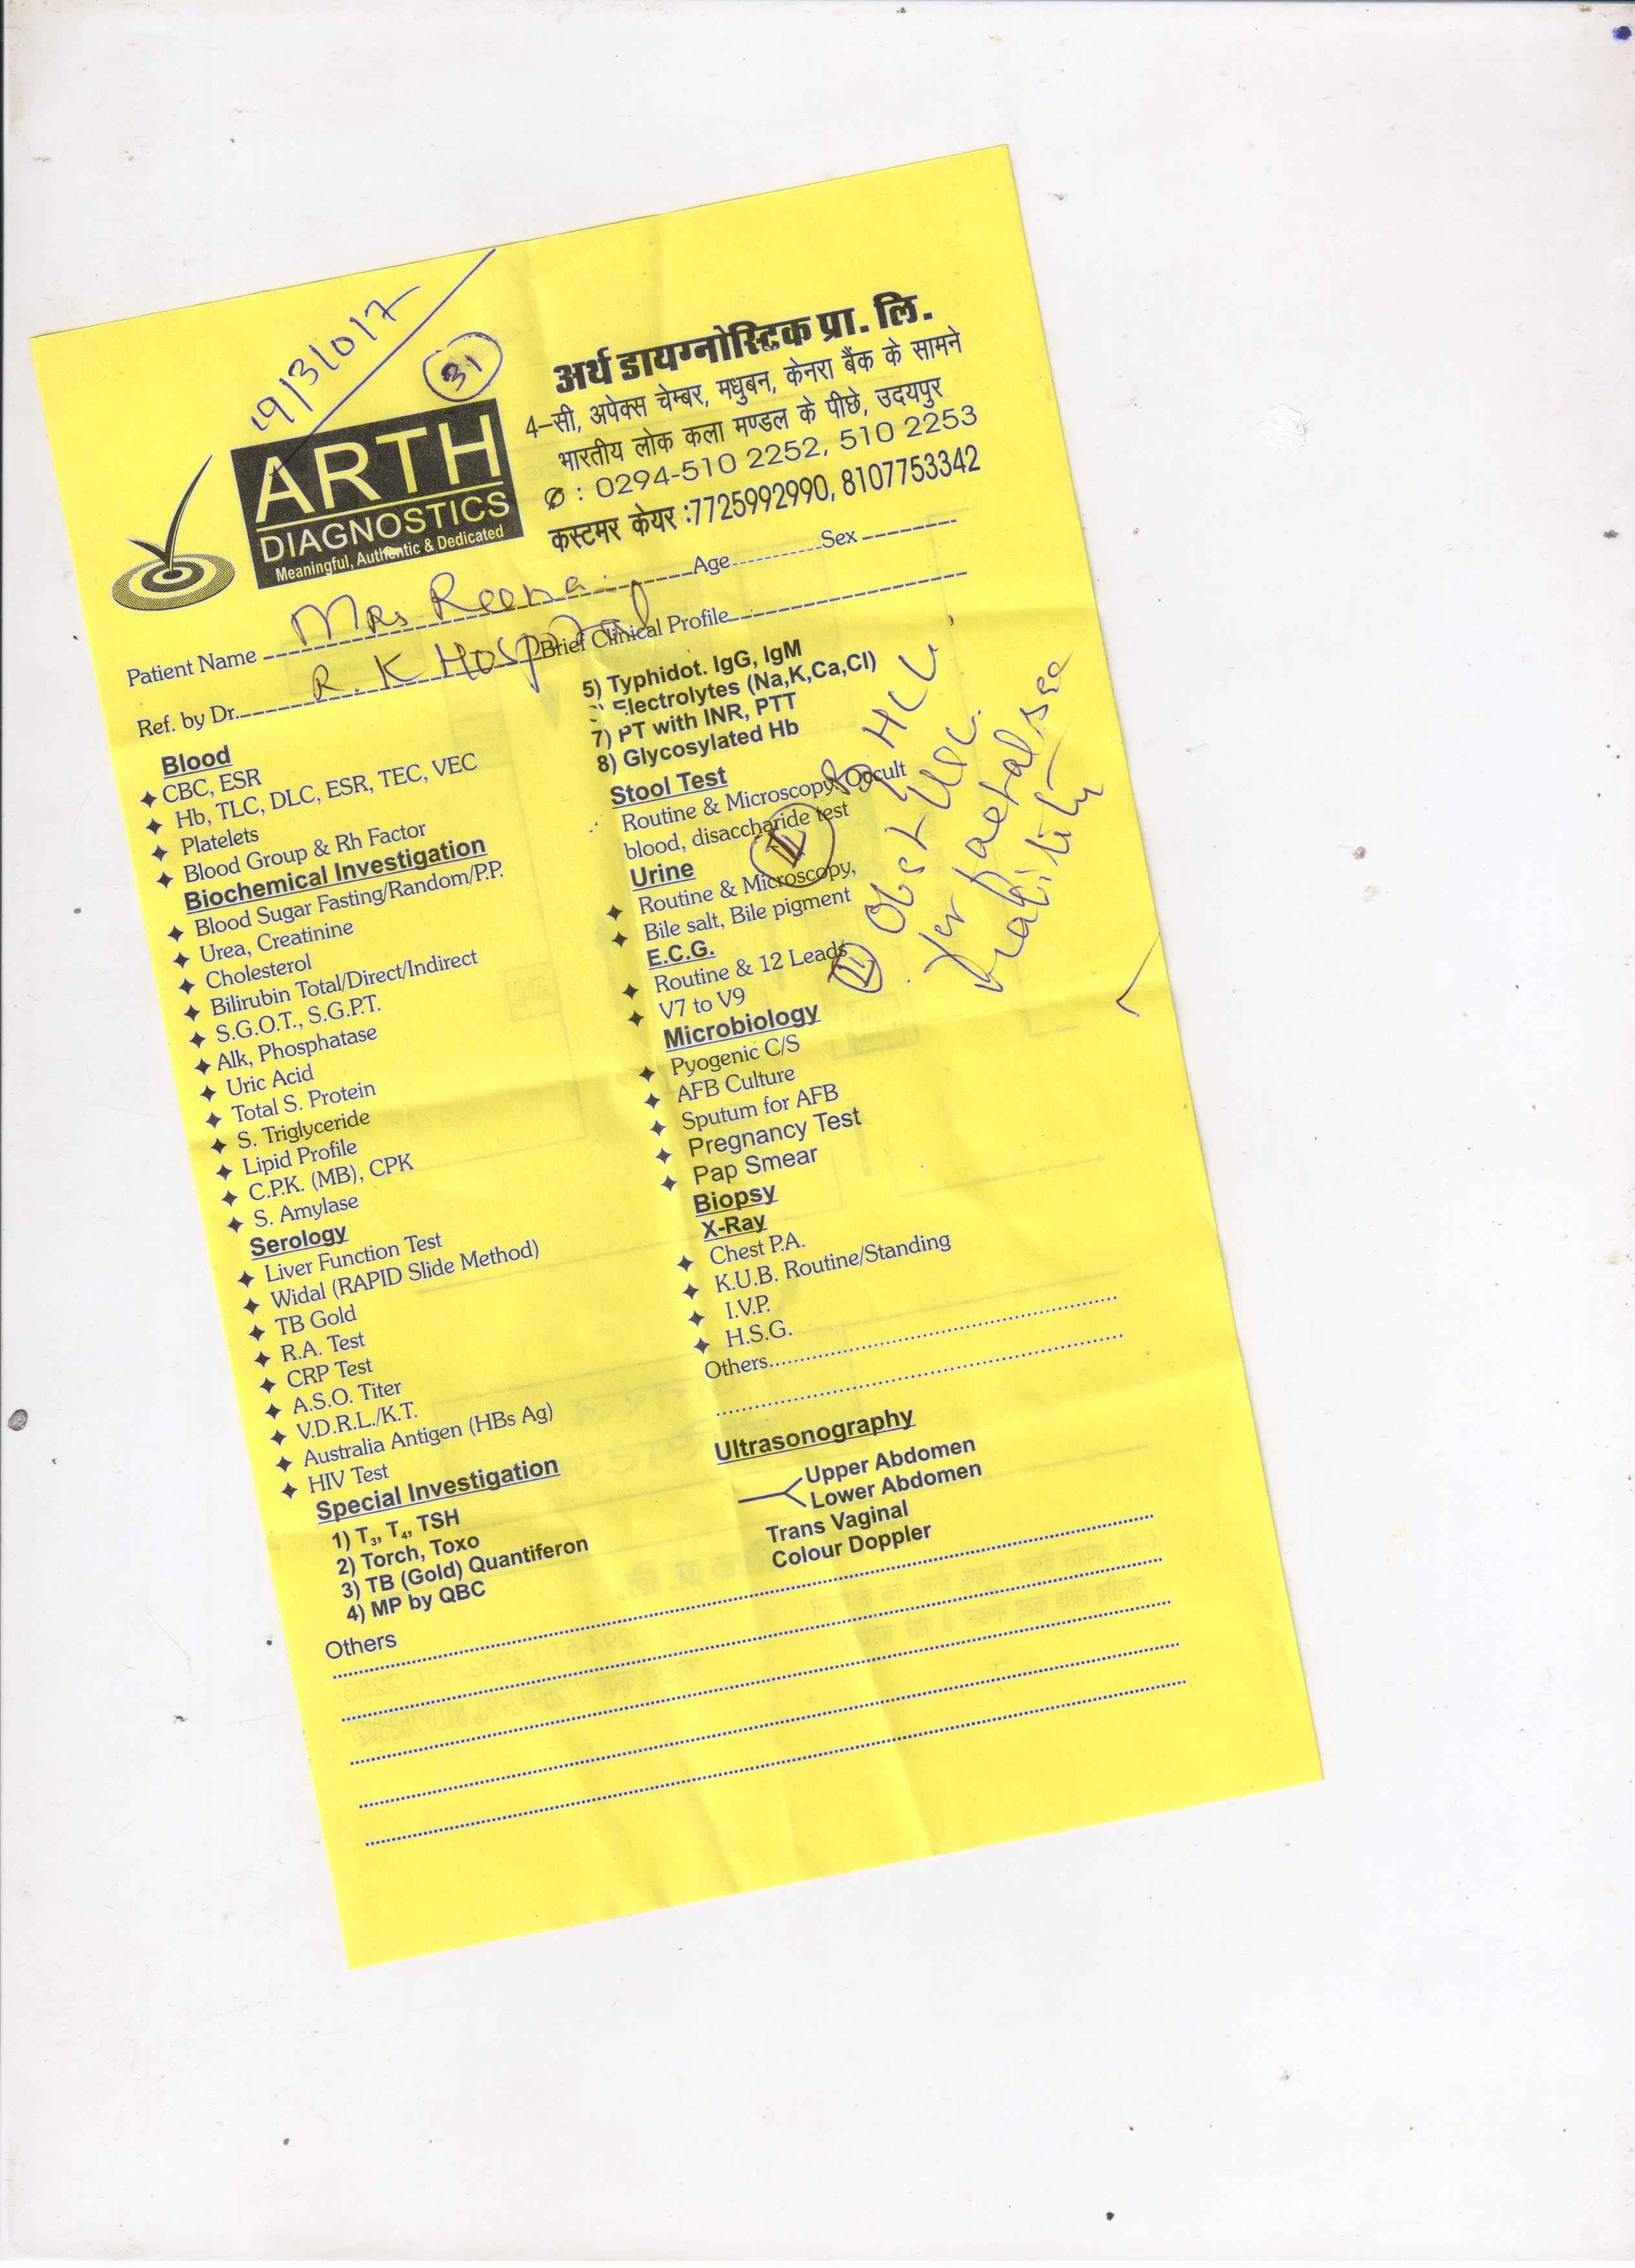 19/3/017
31
ARTH
DIAGNOSTICS
Meaningful, Authentic & Dedicated
अर्थ डायग्नोस्टिक प्रा. लि.
4–सी, अपेक्स चेम्बर, मधुबन, केनरा बैंक के सामने
भारतीय लोक कला मण्डल के पीछे, उदयपुर
: 0294-510 2252, 510 2253
कस्टमर केयर :7725992990, 8107753342
Patient Name Mrs Reena Age Sex
Ref. by Dr. R. K Hospital Brief Clinical Profile
Blood
CBC, ESR
Hb, TLC, DLC, ESR, TEC, VEC
Platelets
Blood Group & Rh Factor
Biochemical Investigation
Blood Sugar Fasting/Random/P.P.
Urea, Creatinine
Cholesterol
Bilirubin Total/Direct/Indirect
S.G.O.T., S.G.P.T.
Alk, Phosphatase
Uric Acid
Total S. Protein
S. Triglyceride
Lipid Profile
C.P.K. (MB), CPK
S. Amylase
Serology
Liver Function Test
Widal (RAPID Slide Method)
TB Gold
R.A. Test
CRP Test
A.S.O. Titer
V.D.R.L./K.T.
Australia Antigen (HBs Ag)
HIV Test
Special Investigation
1) T3, T4, TSH
2) Torch, Toxo
3) TB (Gold) Quantiferon
4) MP by QBC
5) Typhidot. IgG, IgM
Electrolytes (Na,K,Ca,Cl)
7) PT with INR, PTT
8) Glycosylated Hb
Stool Test
Routine & Microscopy, Occult
blood, disaccharide test
Urine
Routine & Microscopy,
Bile salt, Bile pigment
E.C.G.
Routine & 12 Leads
V7 to V9
Microbiology
Pyogenic C/S
AFB Culture
Sputum for AFB
Pregnancy Test
Pap Smear
Biopsy
X-Ray
Chest P.A.
K.U.B. Routine/Standing
I.V.P.
H.S.G.
Others
Ultrasonography
Upper Abdomen
Lower Abdomen
Trans Vaginal
Colour Doppler
Others